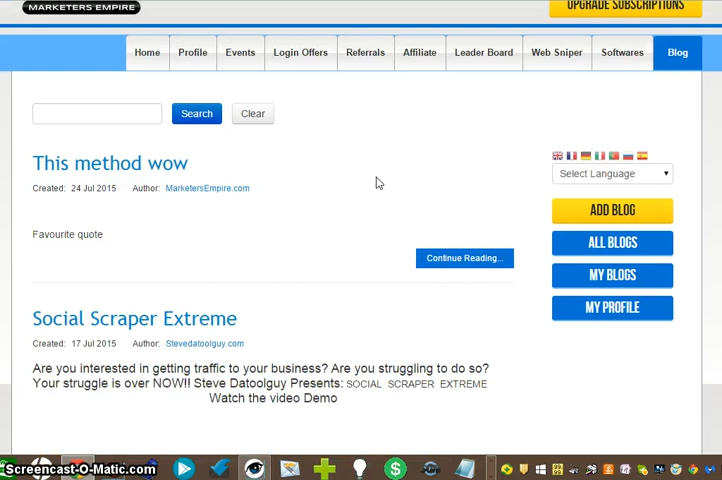 MARKETERS EMPIRE
UPGRADE SUBSCRIPTIONS
Home Profile Events Login Offers Referrals Affiliate Leader Board Web Sniper Softwares Blog
Search Clear
This method wow
Created: 24 Jul 2015 Author: MarketersEmpire.com
Favourite quote
Continue Reading...
Select Language
ADD BLOG
ALL BLOGS
MY BLOGS
MY PROFILE
Social Scraper Extreme
Created: 17 Jul 2015 Author: Stevedatoolguy.com
Are you interested in getting traffic to your business? Are you struggling to do so?
Your struggle is over NOW!! Steve Datoolguy Presents: SOCIAL SCRAPER EXTREME
Watch the video Demo
Screencast-O-Matic.com